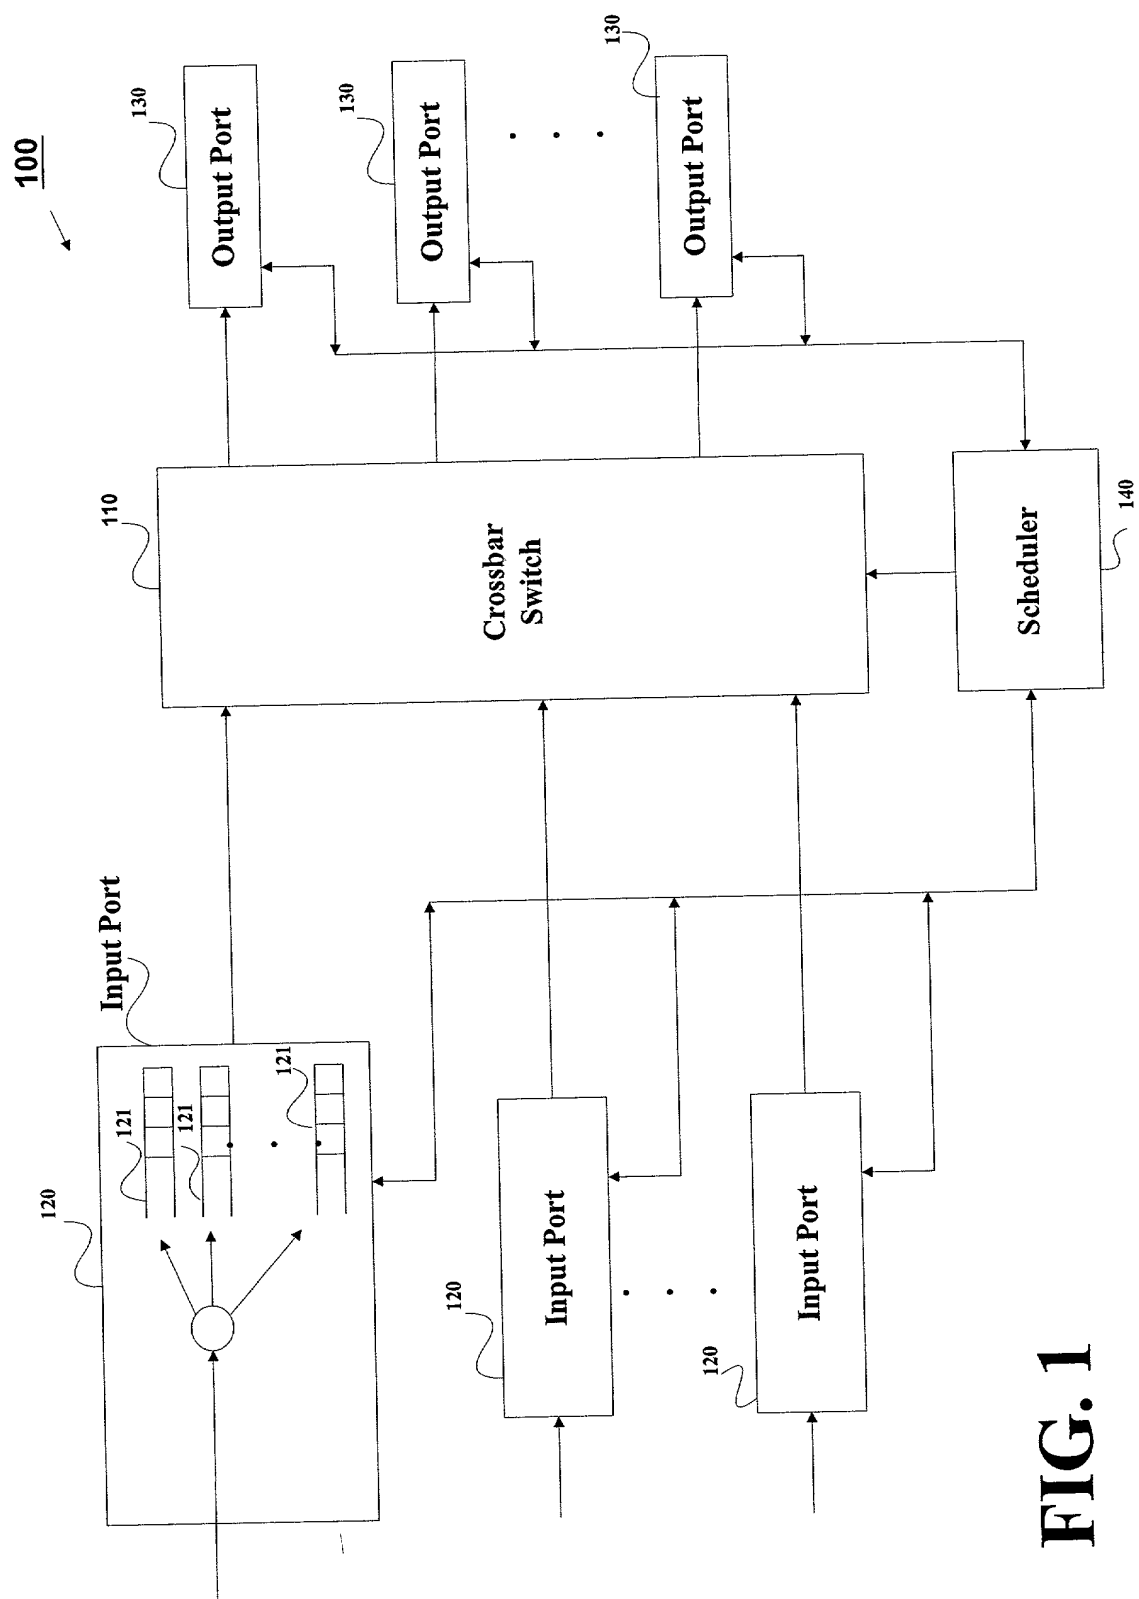 100
130
Output Port
130
Output Port
130
Output Port
110
Crossbar
Switch
Scheduler
140
Input Port
120
121
121
121
120
Input Port
120
Input Port
FIG. 1